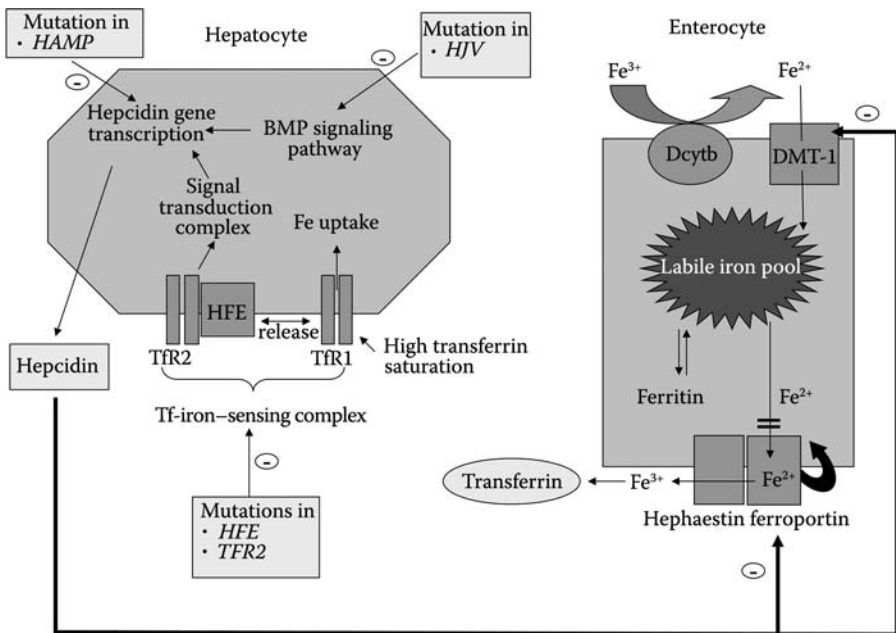 Mutation in
• HAMP
Hepatocyte
Mutation in
• HJV
Enterocyte
Fe³⁺
Fe²⁺
-
-
-
Hepcidin gene
transcription
BMP signaling
pathway
Dcytb
DMT-1
Signal
transduction
complex
Fe uptake
Labile iron pool
HFE
release
TfR2
TfR1
High transferrin
saturation
Hepcidin
Ferritin
Fe²⁺
Tf-iron–sensing complex
-
Transferrin
Fe³⁺
Fe²⁺
Mutations in
• HFE
• TFR2
Hephaestin ferroportin
-